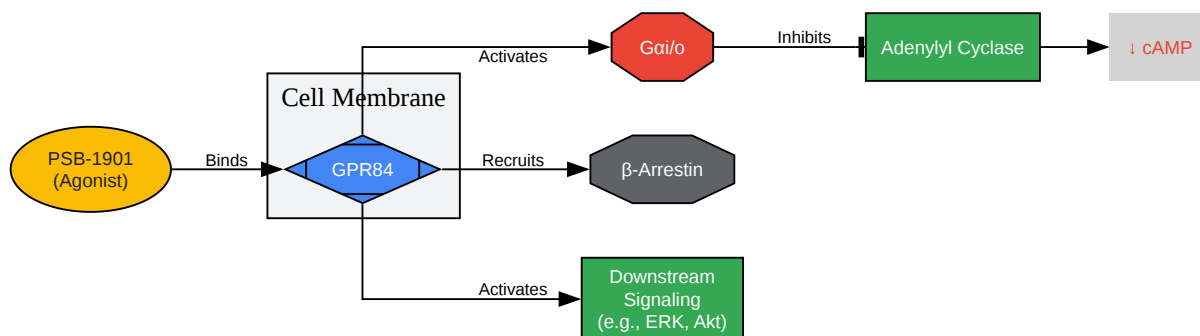 Activates
Gαi/o
Inhibits
Adenylyl Cyclase
↓ cAMP
Cell Membrane
PSB-1901
(Agonist)
Binds
GPR84
Recruits
β-Arrestin
Activates
Downstream
Signaling
(e.g., ERK, Akt)